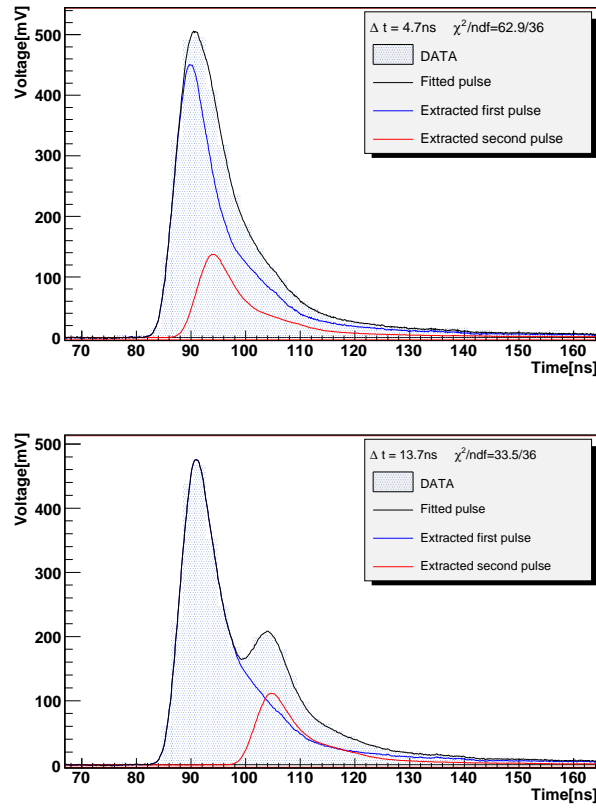 Voltage[mV]
Δ t = 4.7ns χ²/ndf=62.9/36
DATA
Fitted pulse
Extracted first pulse
Extracted second pulse
500
400
300
200
100
0
70 80 90 100 110 120 130 140 150 160
Time[ns]
Voltage[mV]
Δ t = 13.7ns χ²/ndf=33.5/36
DATA
Fitted pulse
Extracted first pulse
Extracted second pulse
500
400
300
200
100
0
70 80 90 100 110 120 130 140 150 160
Time[ns]